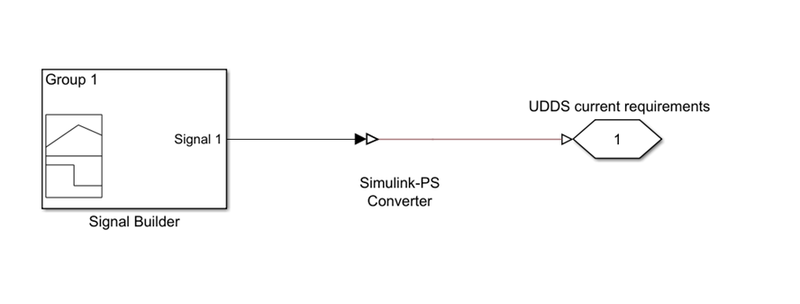 Group 1
UDDS current requirements
Signal 1
1
Simulink-PS
Converter
Signal Builder